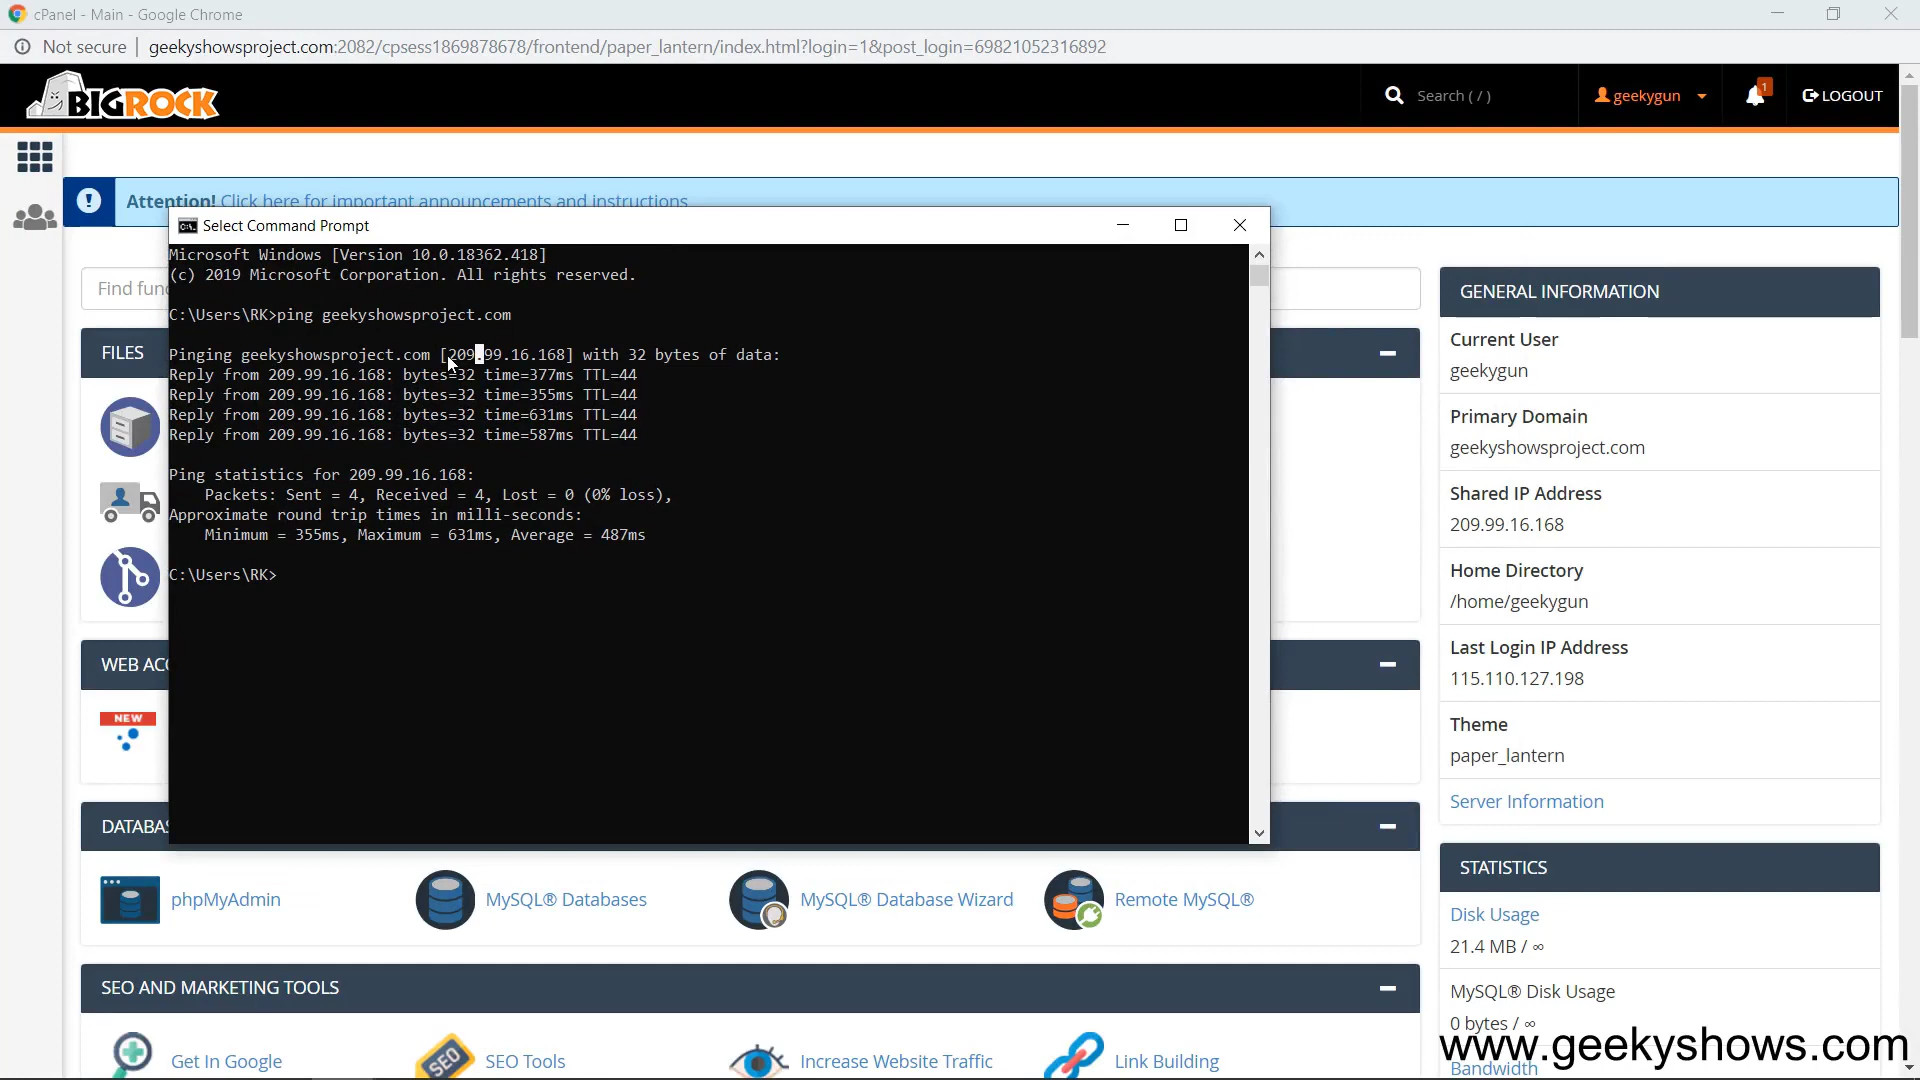 cPanel - Main - Google Chrome
Not secure | geekyshowsproject.com:2082/cpsess1869878678/frontend/paper_lantern/index.html?login=1&post_login=69821052316892
BIGROCK
Search ( / )
geekygun
1
LOGOUT
Attention! Click here for important announcements and instructions
Select Command Prompt
Microsoft Windows [Version 10.0.18362.418]
(c) 2019 Microsoft Corporation. All rights reserved.
C:\Users\RK>ping geekyshowsproject.com
Pinging geekyshowsproject.com [209.99.16.168] with 32 bytes of data:
Reply from 209.99.16.168: bytes=32 time=377ms TTL=44
Reply from 209.99.16.168: bytes=32 time=355ms TTL=44
Reply from 209.99.16.168: bytes=32 time=631ms TTL=44
Reply from 209.99.16.168: bytes=32 time=587ms TTL=44
Ping statistics for 209.99.16.168:
Packets: Sent = 4, Received = 4, Lost = 0 (0% loss),
Approximate round trip times in milli-seconds:
Minimum = 355ms, Maximum = 631ms, Average = 487ms
C:\Users\RK>
Find
FILES
WEB
NEW
phpMyAdmin
MySQL® Databases
MySQL® Database Wizard
Remote MySQL®
SEO AND MARKETING TOOLS
Get In Google
SEO
SEO Tools
Increase Website Traffic
Link Building
GENERAL INFORMATION
Current User
geekygun
Primary Domain
geekyshowsproject.com
Shared IP Address
209.99.16.168
Home Directory
/home/geekygun
Last Login IP Address
115.110.127.198
Theme
paper_lantern
Server Information
STATISTICS
Disk Usage
21.4 MB / ∞
MySQL® Disk Usage
0 bytes / ∞
Bandwidth
www.geekyshows.com